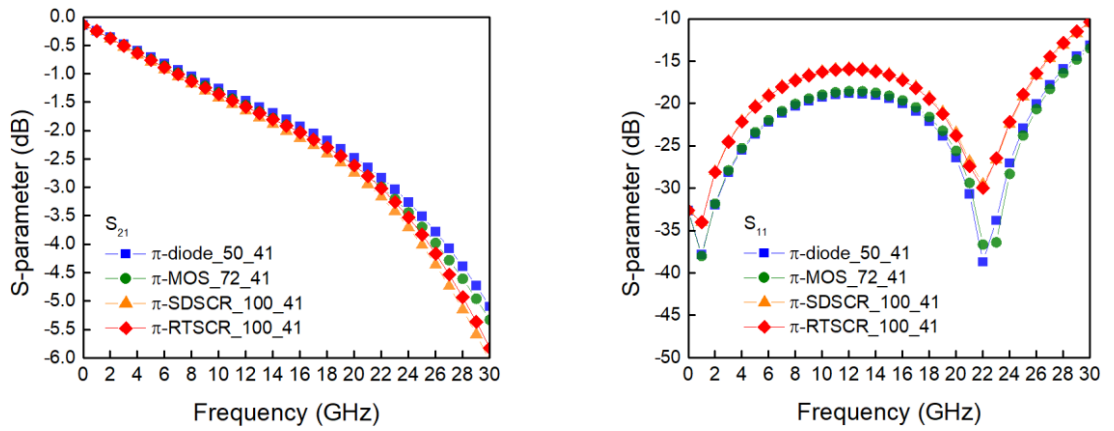 0.0
-0.5
-1.0
-1.5
-2.0
-2.5
-3.0
-3.5
-4.0
-4.5
-5.0
-5.5
-6.0
S-parameter (dB)
S21
π-diode_50_41
π-MOS_72_41
π-SDSCR_100_41
π-RTSCR_100_41
0 2 4 6 8 10 12 14 16 18 20 22 24 26 28 30
Frequency (GHz)
-10
-20
-30
-40
-50
S-parameter (dB)
S11
π-diode_50_41
π-MOS_72_41
π-SDSCR_100_41
π-RTSCR_100_41
0 2 4 6 8 10 12 14 16 18 20 22 24 26 28 30
Frequency (GHz)